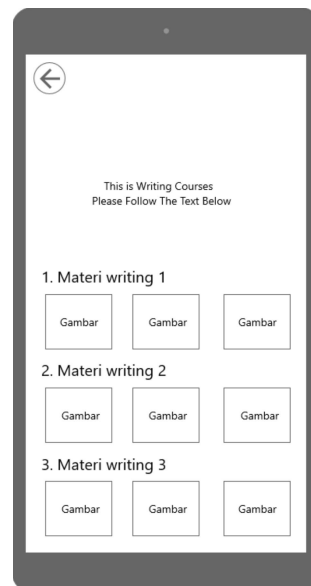 This is Writing Courses
Please Follow The Text Below
1. Materi writing 1
Gambar Gambar Gambar
2. Materi writing 2
Gambar Gambar Gambar
3. Materi writing 3
Gambar Gambar Gambar